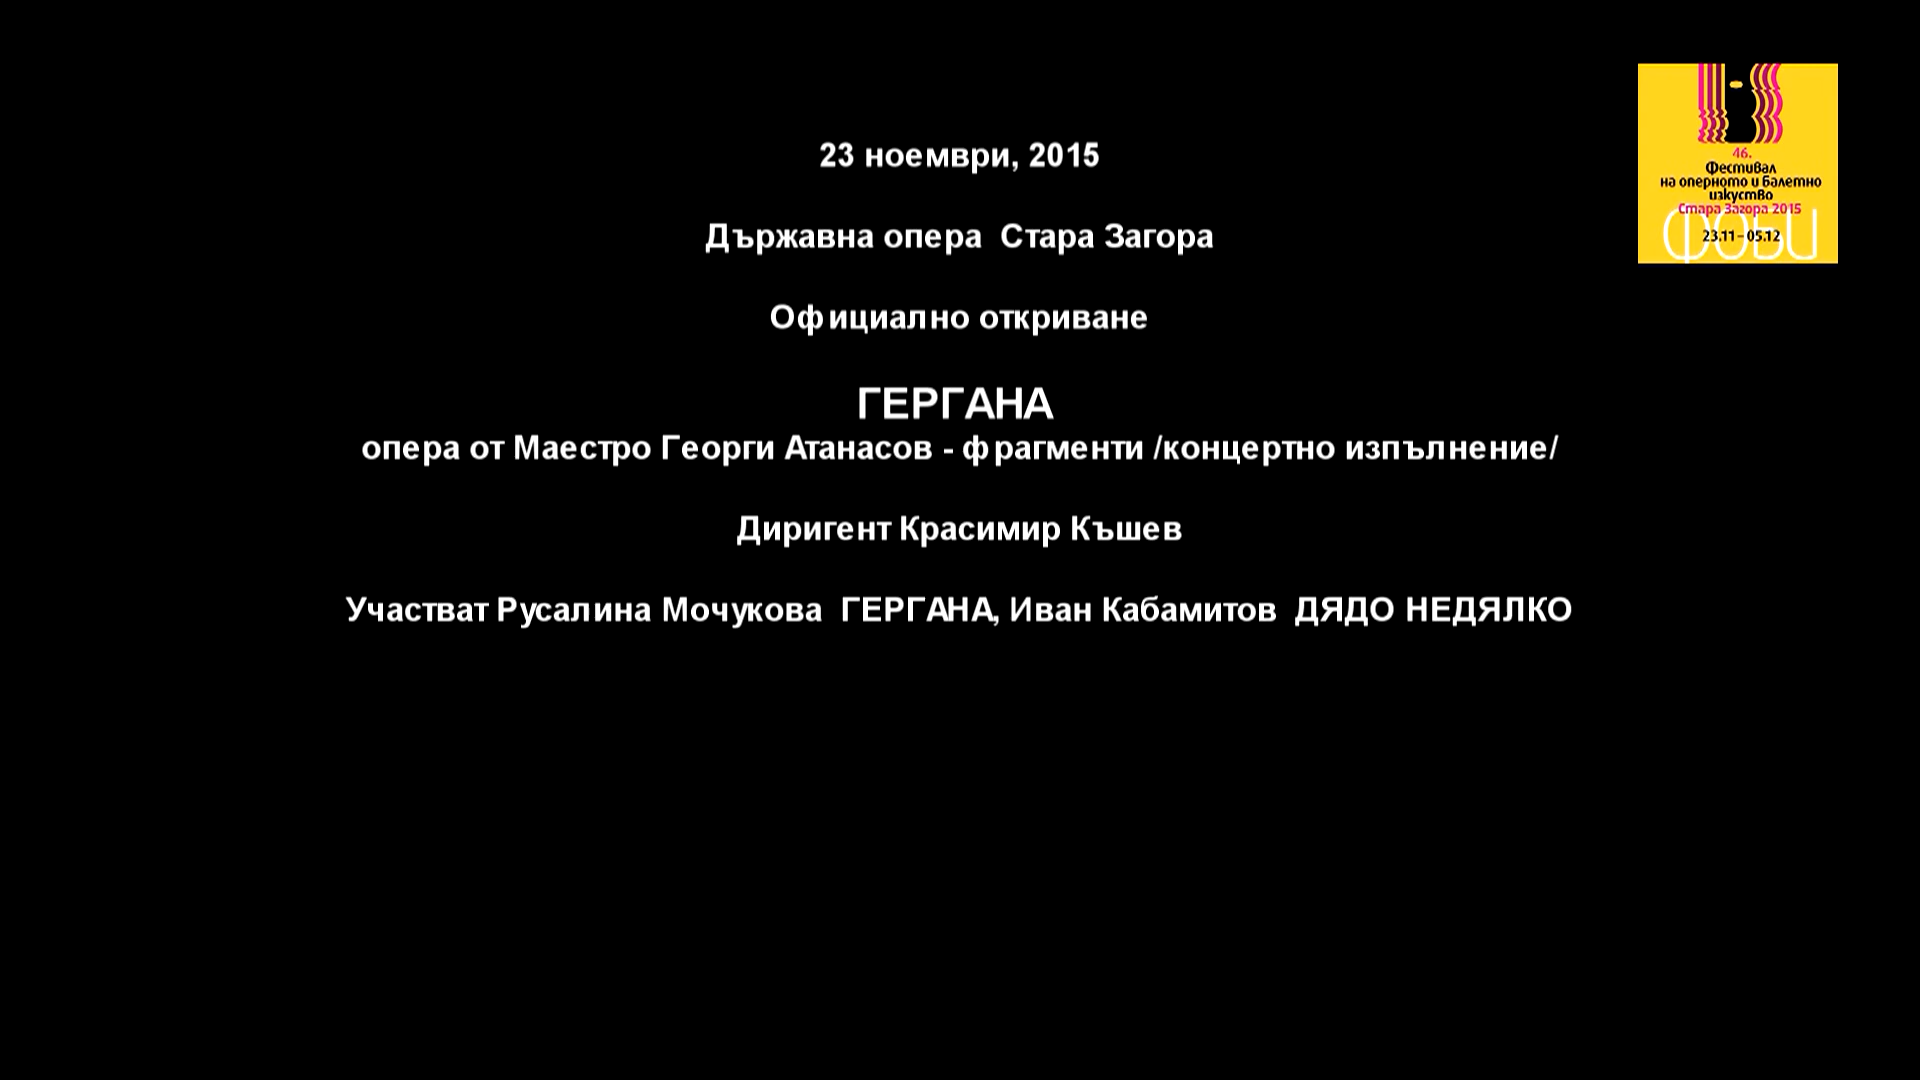 23 ноември, 2015
Държавна опера  Стара Загора
Официално откриване
ГЕРГАНА
опера от Маестро Георги Атанасов - фрагменти /концертно изпълнение/
Диригент Красимир Къшев
Участват Русалина Мочукова  ГЕРГАНА, Иван Кабамитов  ДЯДО НЕДЯЛКО
46.
Фестивал
на оперното и балетно
изкуство
Стара Загора 2015
23.11–05.12
ФОБИ